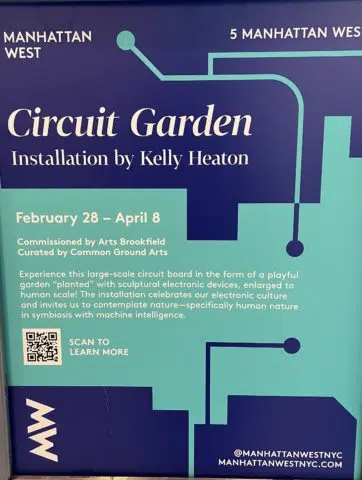 MANHATTAN
WEST
5 MANHATTAN WES
Circuit Garden
Installation by Kelly Heaton
February 28 – April 8
Commissioned by Arts Brookfield
Curated by Common Ground Arts
Experience this large-scale circuit board in the form of a playful
garden “planted” with sculptural electronic devices, enlarged to
human scale! The installation celebrates our electronic culture
and invites us to contemplate nature—specifically human nature
in symbiosis with machine intelligence.
SCAN TO
LEARN MORE
MW
@MANHATTANWESTNYC
MANHATTANWESTNYC.COM